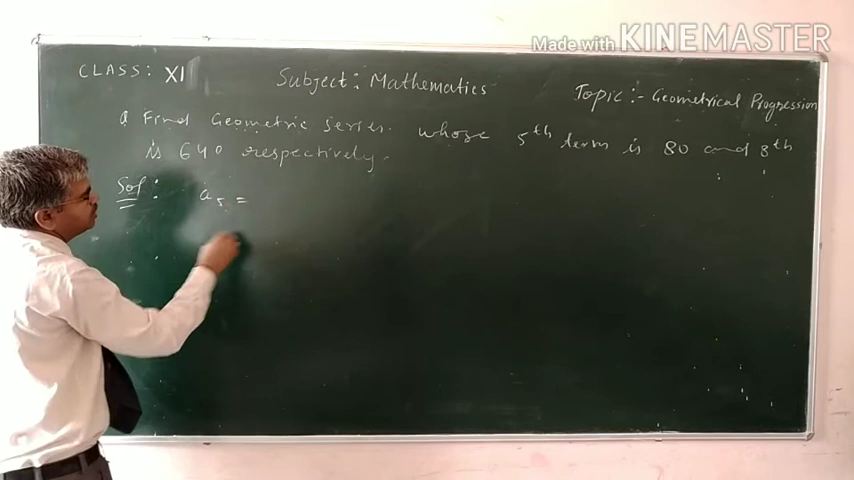 Made with KINEMASTER
CLASS: XI Subject: Mathematics Topic :- Geometrical Progression
Q Find Geometric series whose 5th term is 80 and 8th
is 640 respectively.
Sol: a5 =